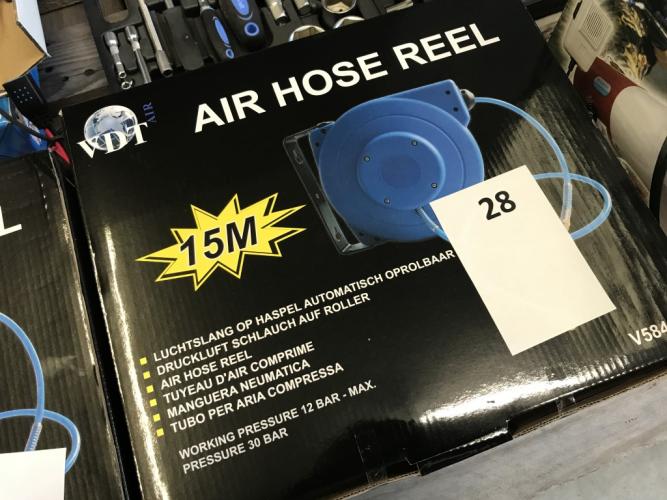 AIR HOSE REEL
VDT AIR
15M
28
LUCHTSLANG OP HASPEL AUTOMATISCH OPROLBAAR
DRUCKLUFT SCHLAUCH AUF ROLLER
AIR HOSE REEL
TUYEAU D'AIR COMPRIME
MANGUERA NEUMATICA
TUBO PER ARIA COMPRESSA
WORKING PRESSURE 12 BAR - MAX.
PRESSURE 30 BAR
V584
L